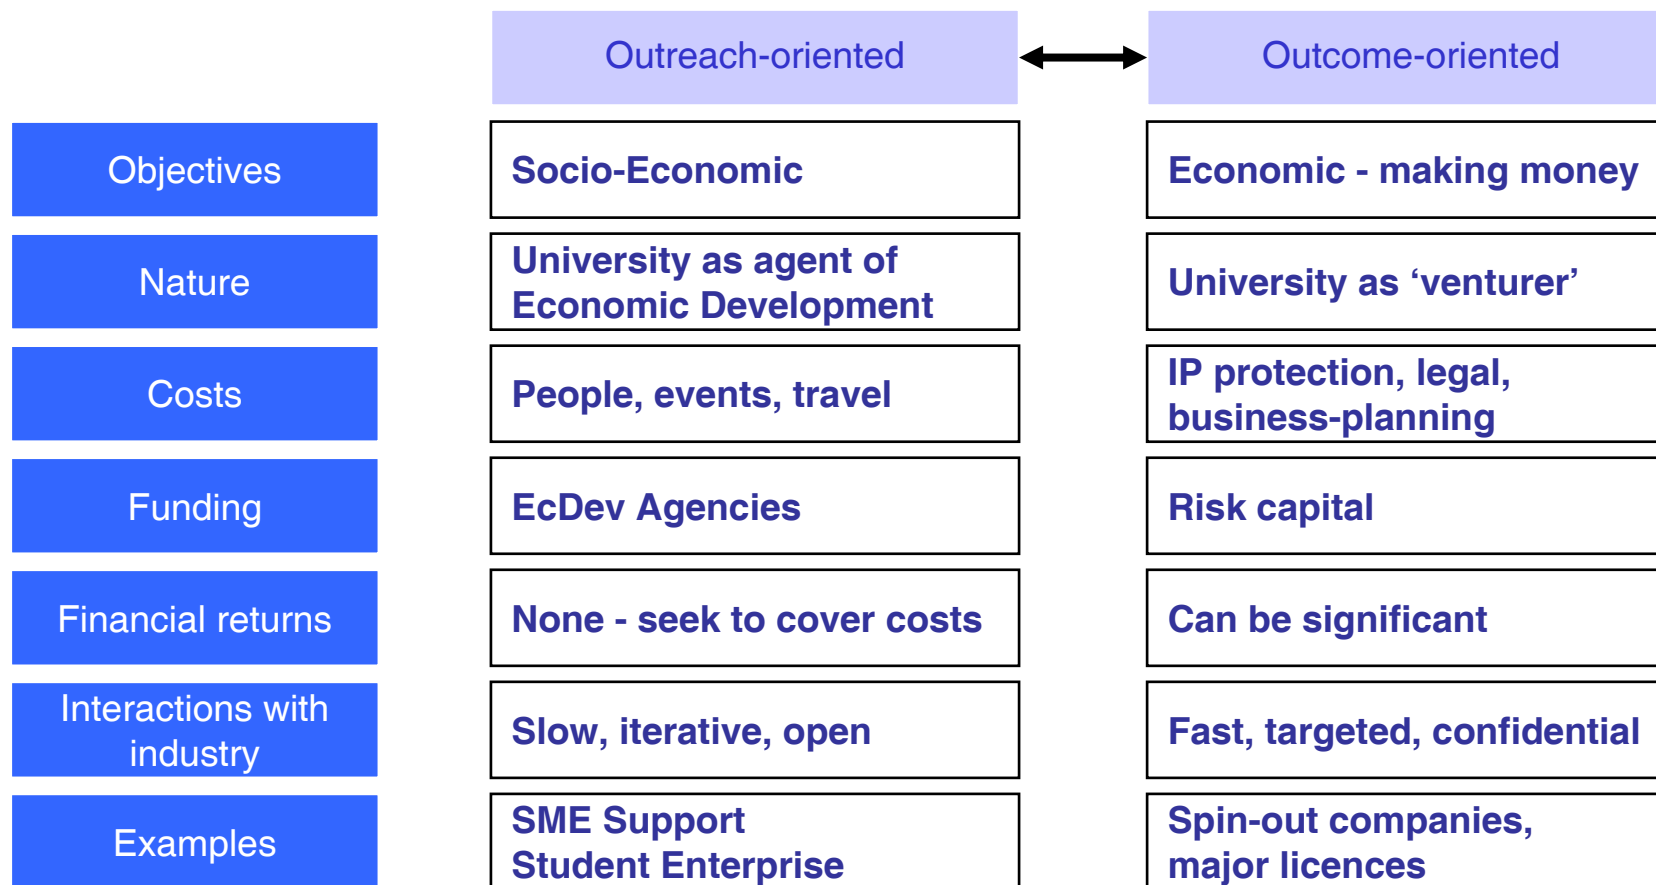 Outreach-oriented
Outcome-oriented
Objectives
Socio-Economic
Economic - making money
Nature
University as agent of
Economic Development
University as ‘venturer’
Costs
People, events, travel
IP protection, legal,
business-planning
Funding
EcDev Agencies
Risk capital
Financial returns
None - seek to cover costs
Can be significant
Interactions with
industry
Slow, iterative, open
Fast, targeted, confidential
Examples
SME Support
Student Enterprise
Spin-out companies,
major licences